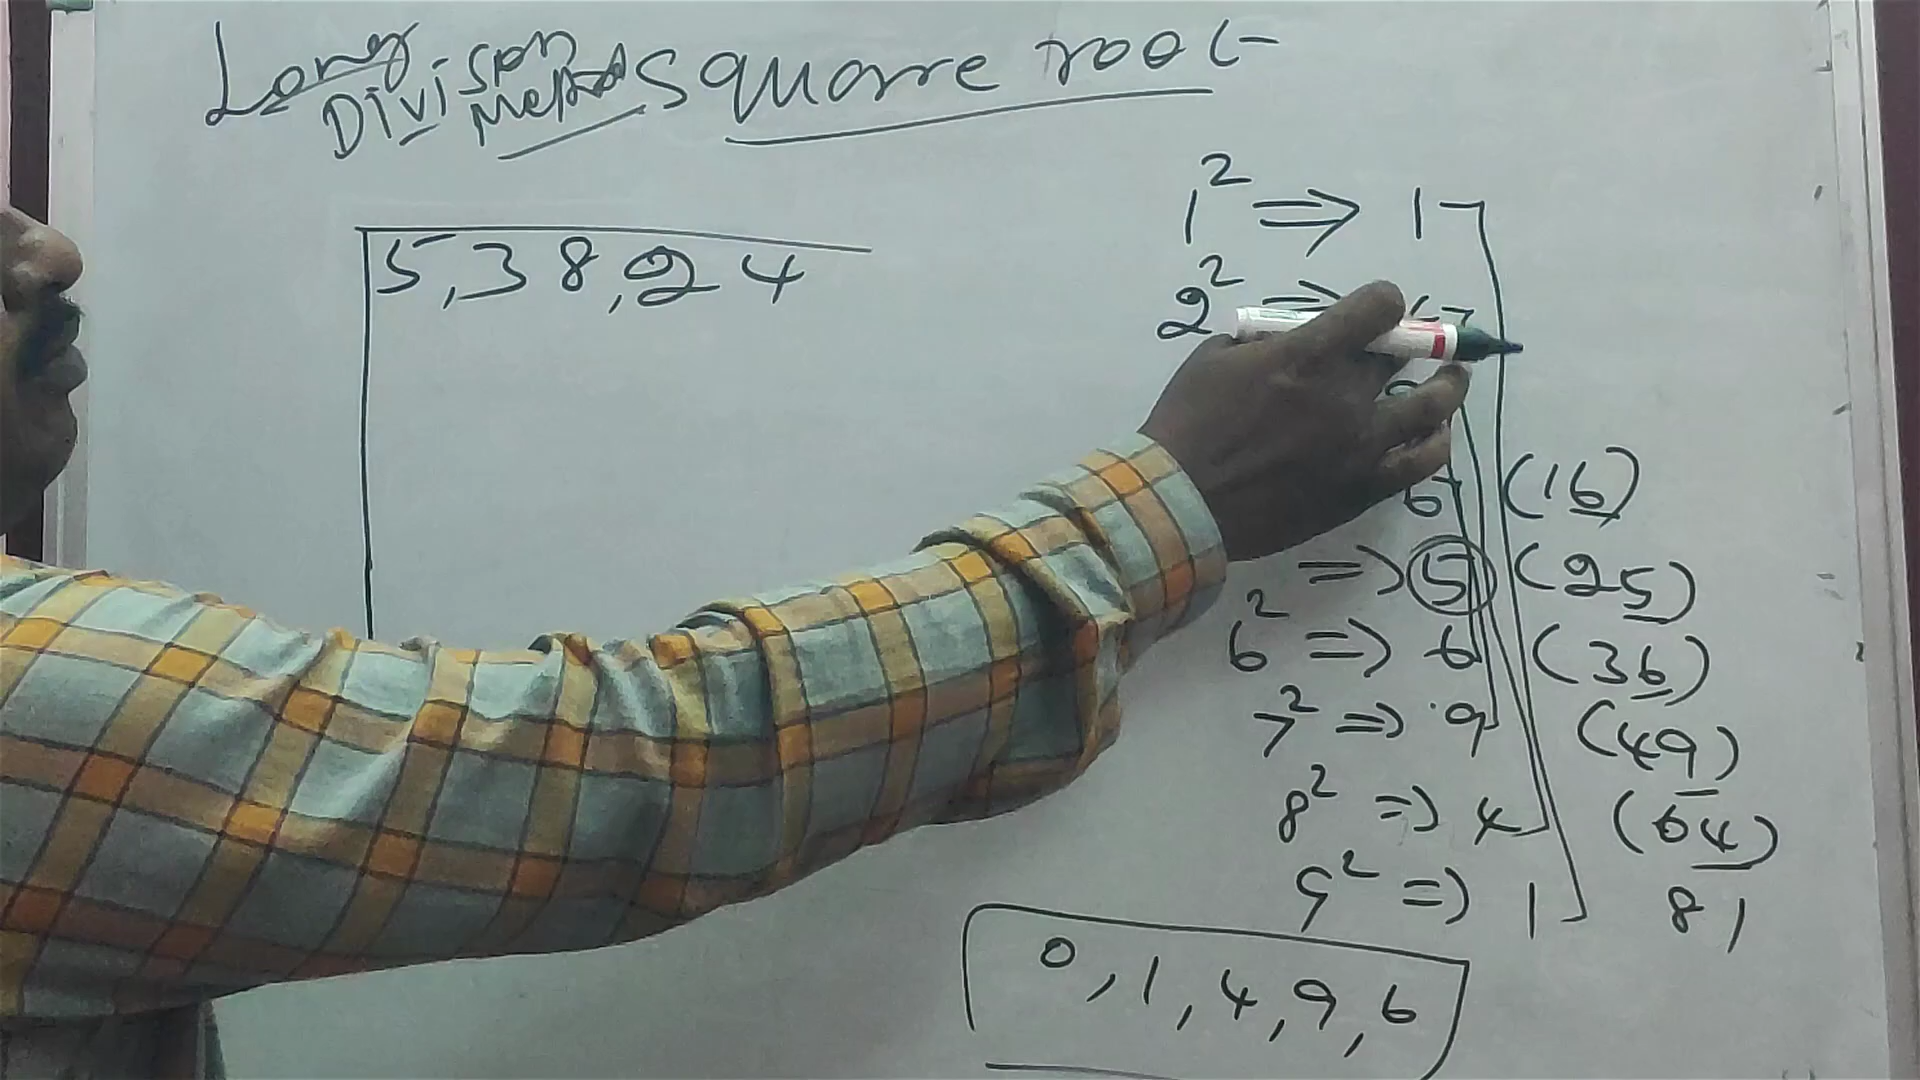 Long Division Method Square root
5,38,24
1² ⇒ 1
2² ⇒
6 (16)
⇒ 5 (25)
6² ⇒ 6 (36)
7² ⇒ 9 (49)
8² ⇒ 4 (64)
9² ⇒ 1 81
0, 1, 4, 9, 6